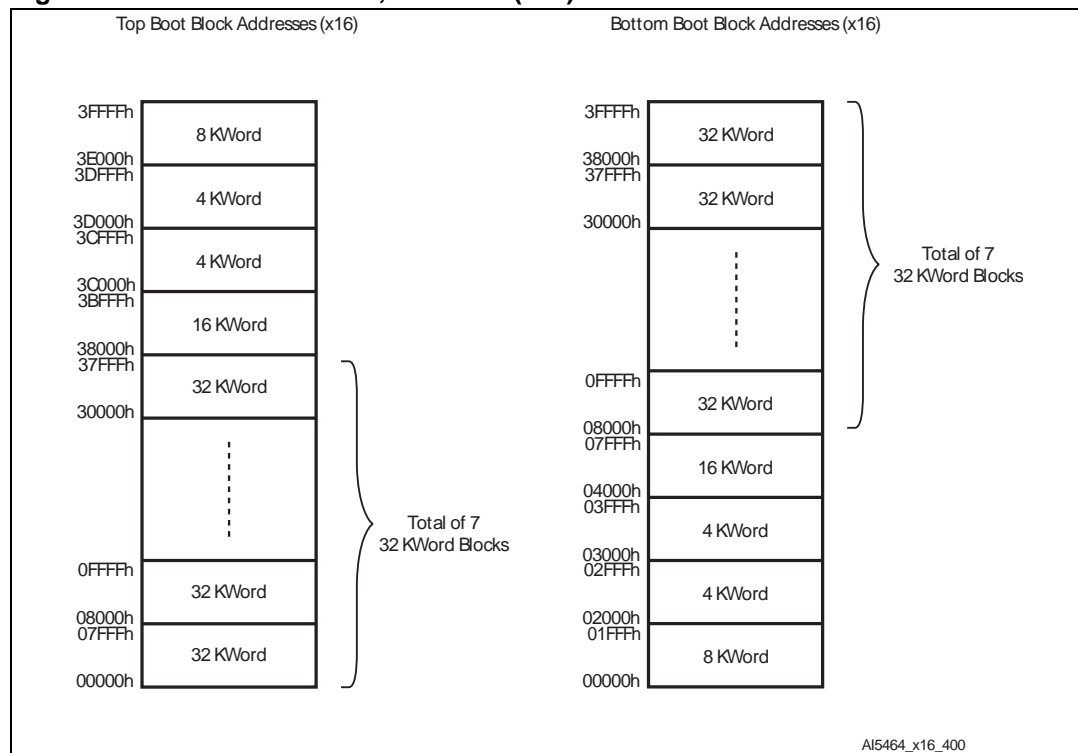 Top Boot Block Addresses (x16)
3FFFFh
8 KWord
3E000h
3DFFFh
4 KWord
3D000h
3CFFFh
4 KWord
3C000h
3BFFFh
16 KWord
38000h
37FFFh
32 KWord
30000h
Total of 7
32 KWord Blocks
0FFFFh
32 KWord
08000h
07FFFh
32 KWord
00000h
Bottom Boot Block Addresses (x16)
3FFFFh
32 KWord
38000h
37FFFh
32 KWord
30000h
Total of 7
32 KWord Blocks
0FFFFh
32 KWord
08000h
07FFFh
16 KWord
04000h
03FFFh
4 KWord
03000h
02FFFh
4 KWord
02000h
01FFFh
8 KWord
00000h
AI5464_x16_400